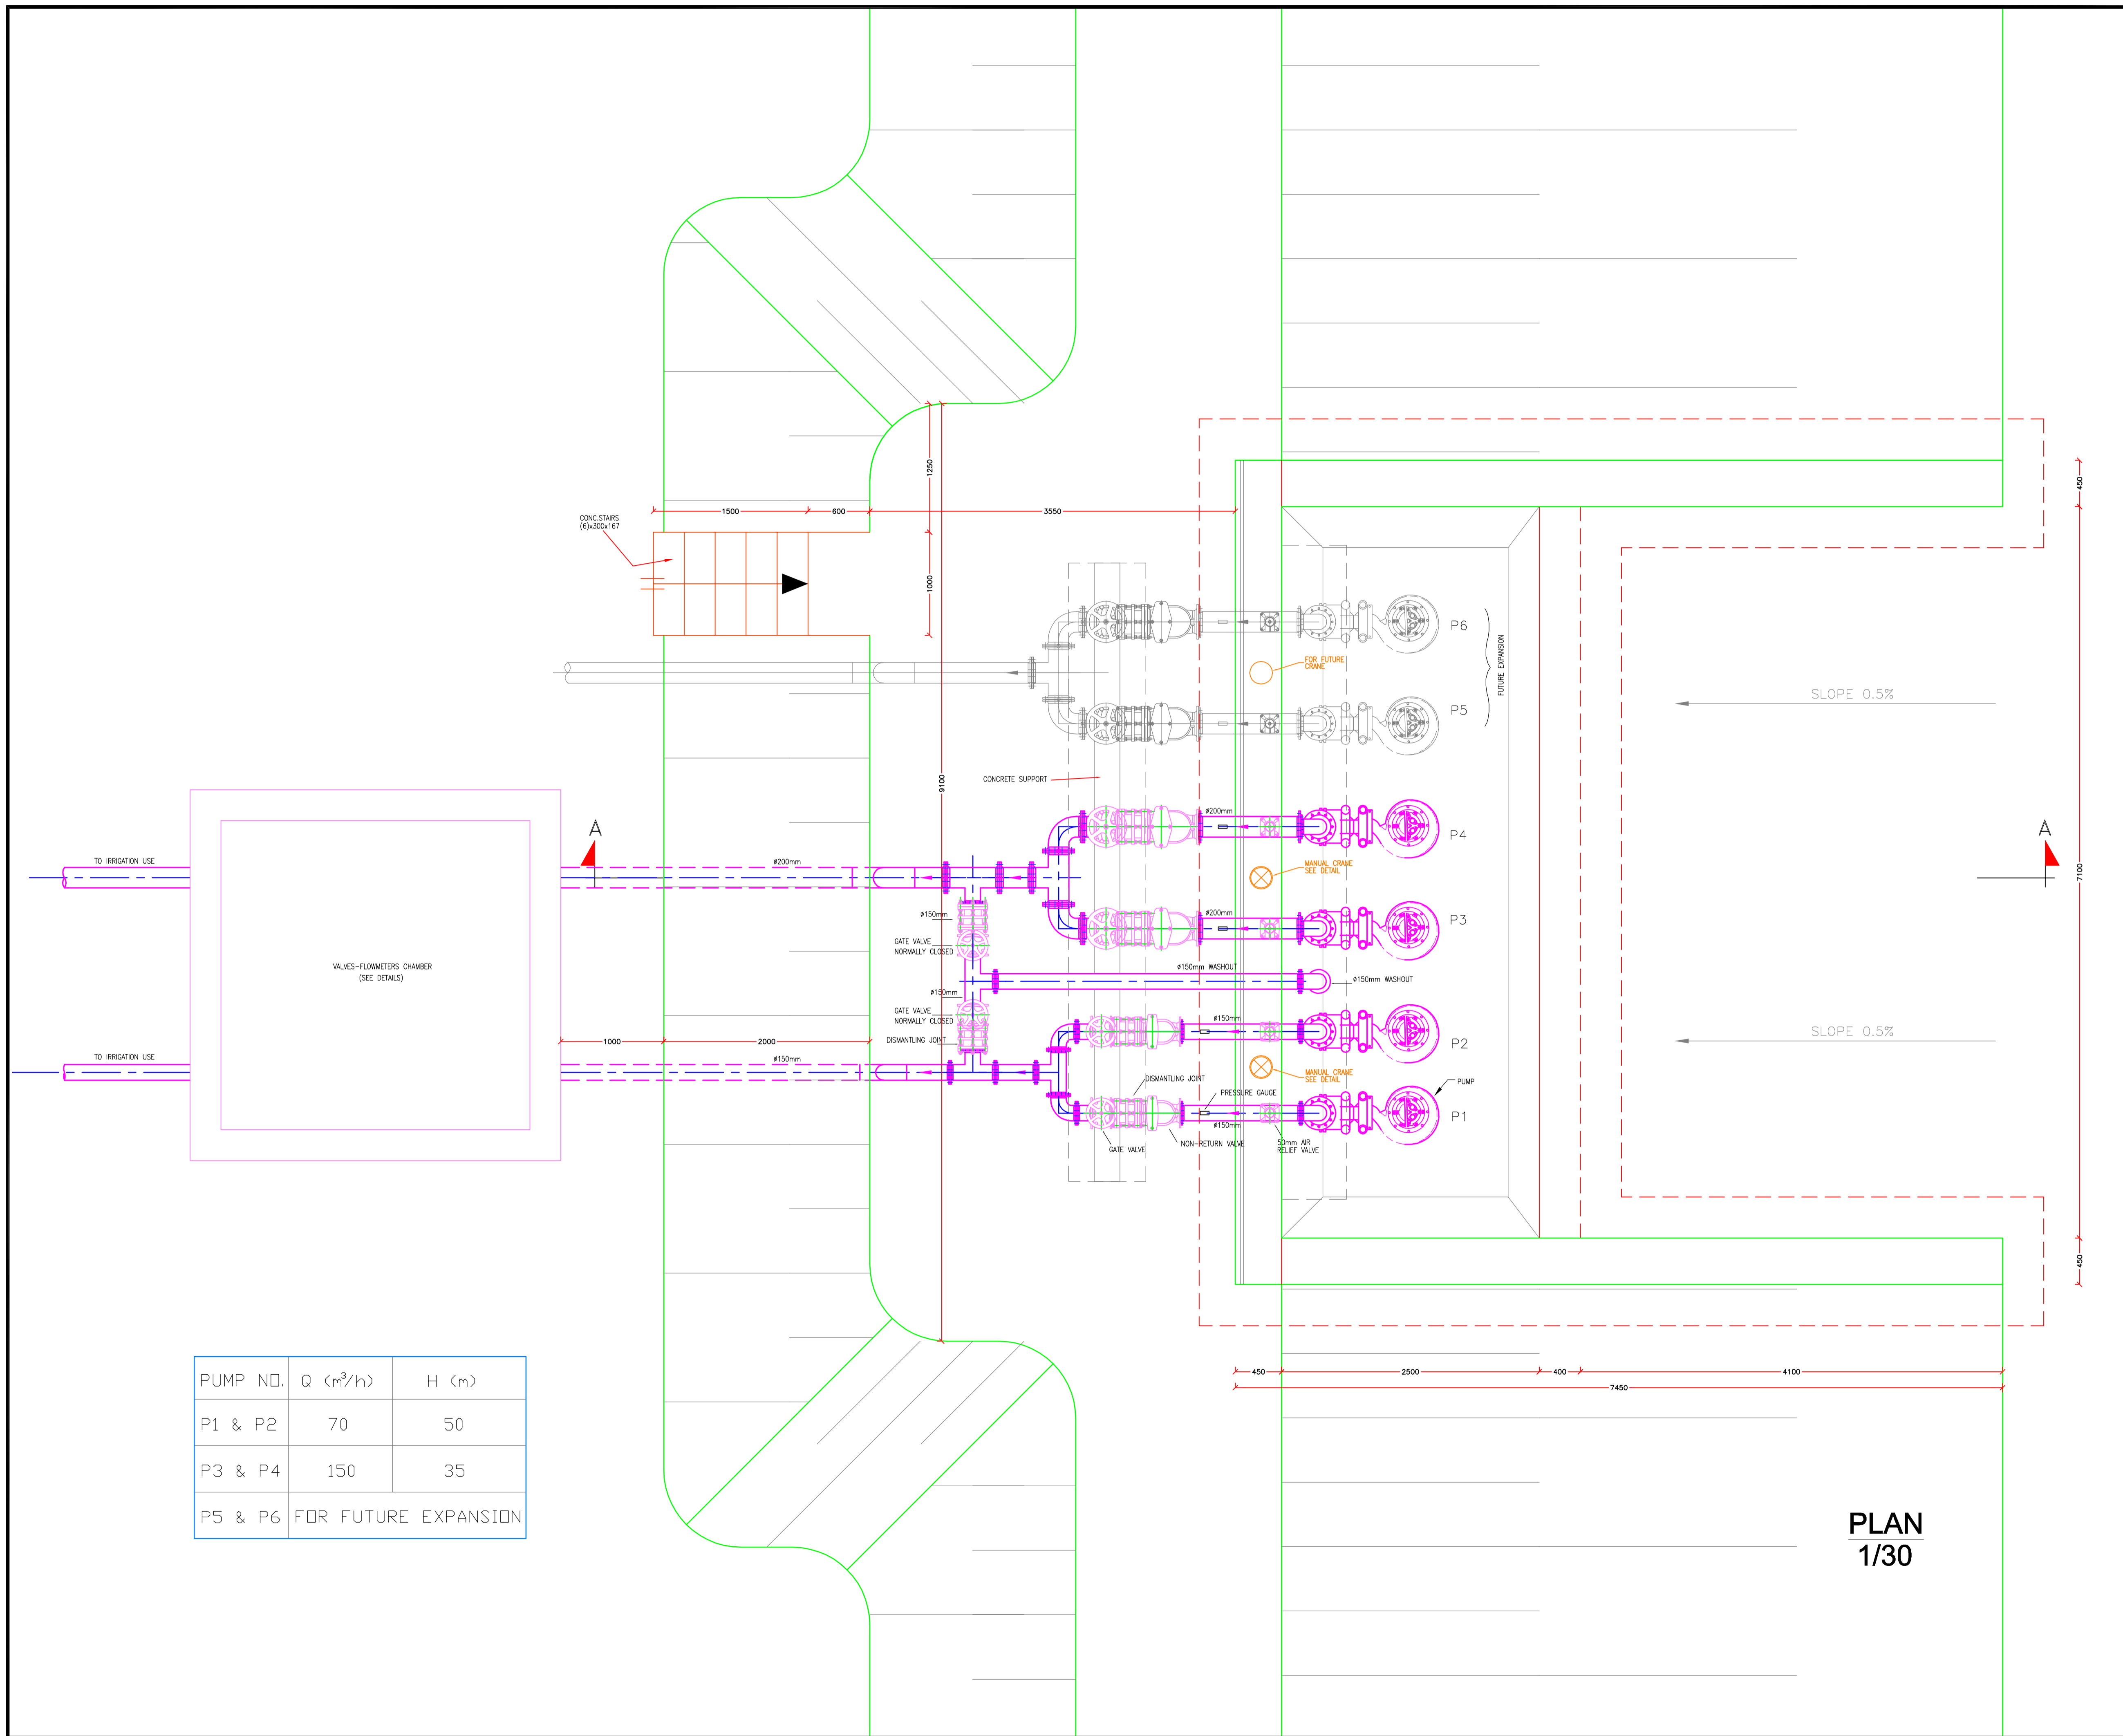 1250
CONC.STAIRS
(6)x300x167
1500
600
3550
450
1000
P6
FOR FUTURE
CRANE
FUTURE EXPANSION
SLOPE 0.5%
P5
CONCRETE SUPPORT
9100
A
Ø200mm
P4
A
TO IRRIGATION USE
Ø200mm
MANUAL CRANE
SEE DETAIL
7100
Ø150mm
Ø200mm
P3
GATE VALVE
NORMALLY CLOSED
VALVES-FLOWMETERS CHAMBER
(SEE DETAILS)
Ø150mm WASHOUT
Ø150mm WASHOUT
Ø150mm
GATE VALVE
NORMALLY CLOSED
Ø150mm
SLOPE 0.5%
DISMANTLING JOINT
1000
2000
P2
TO IRRIGATION USE
Ø150mm
MANUAL CRANE
SEE DETAIL
DISMANTLING JOINT
PUMP
PRESSURE GAUGE
P1
Ø150mm
GATE VALVE
NON-RETURN VALVE
50mm AIR
RELIEF VALVE
450
450
2500
400
4100
7450
PUMP NO. Q (m³/h) H (m)
P1 & P2 70 50
P3 & P4 150 35
P5 & P6 FOR FUTURE EXPANSION
PLAN
1/30